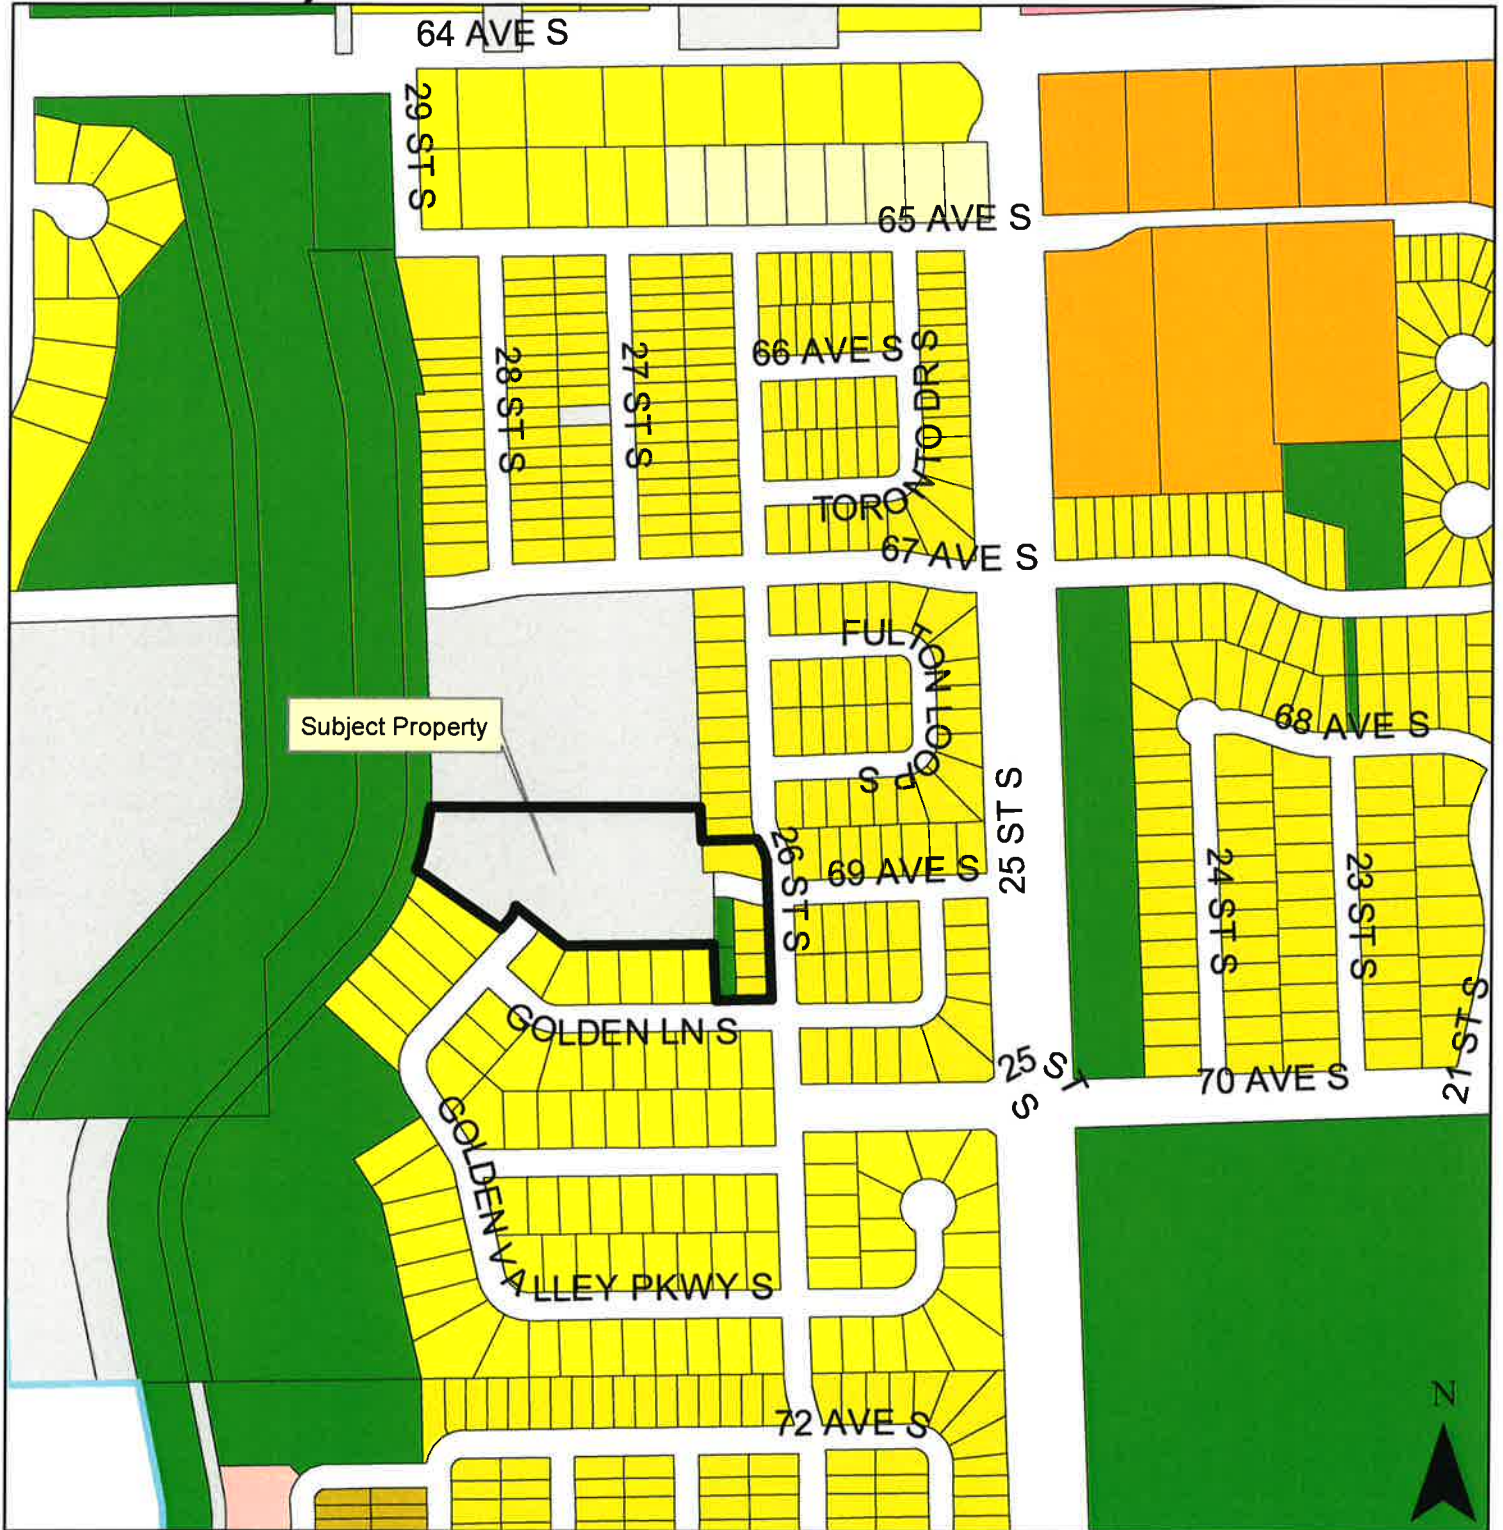 64 AVE S
29 ST S
65 AVE S
28 ST S
27 ST S
66 AVE S
TORONTO DR S
67 AVE S
FULTON LOOP S
Subject Property
68 AVE S
25 ST S
26 ST S
69 AVE S
24 ST S
23 ST S
21 ST S
GOLDEN LN S
25 ST S
70 AVE S
GOLDEN VALLEY PKWY S
72 AVE S
N